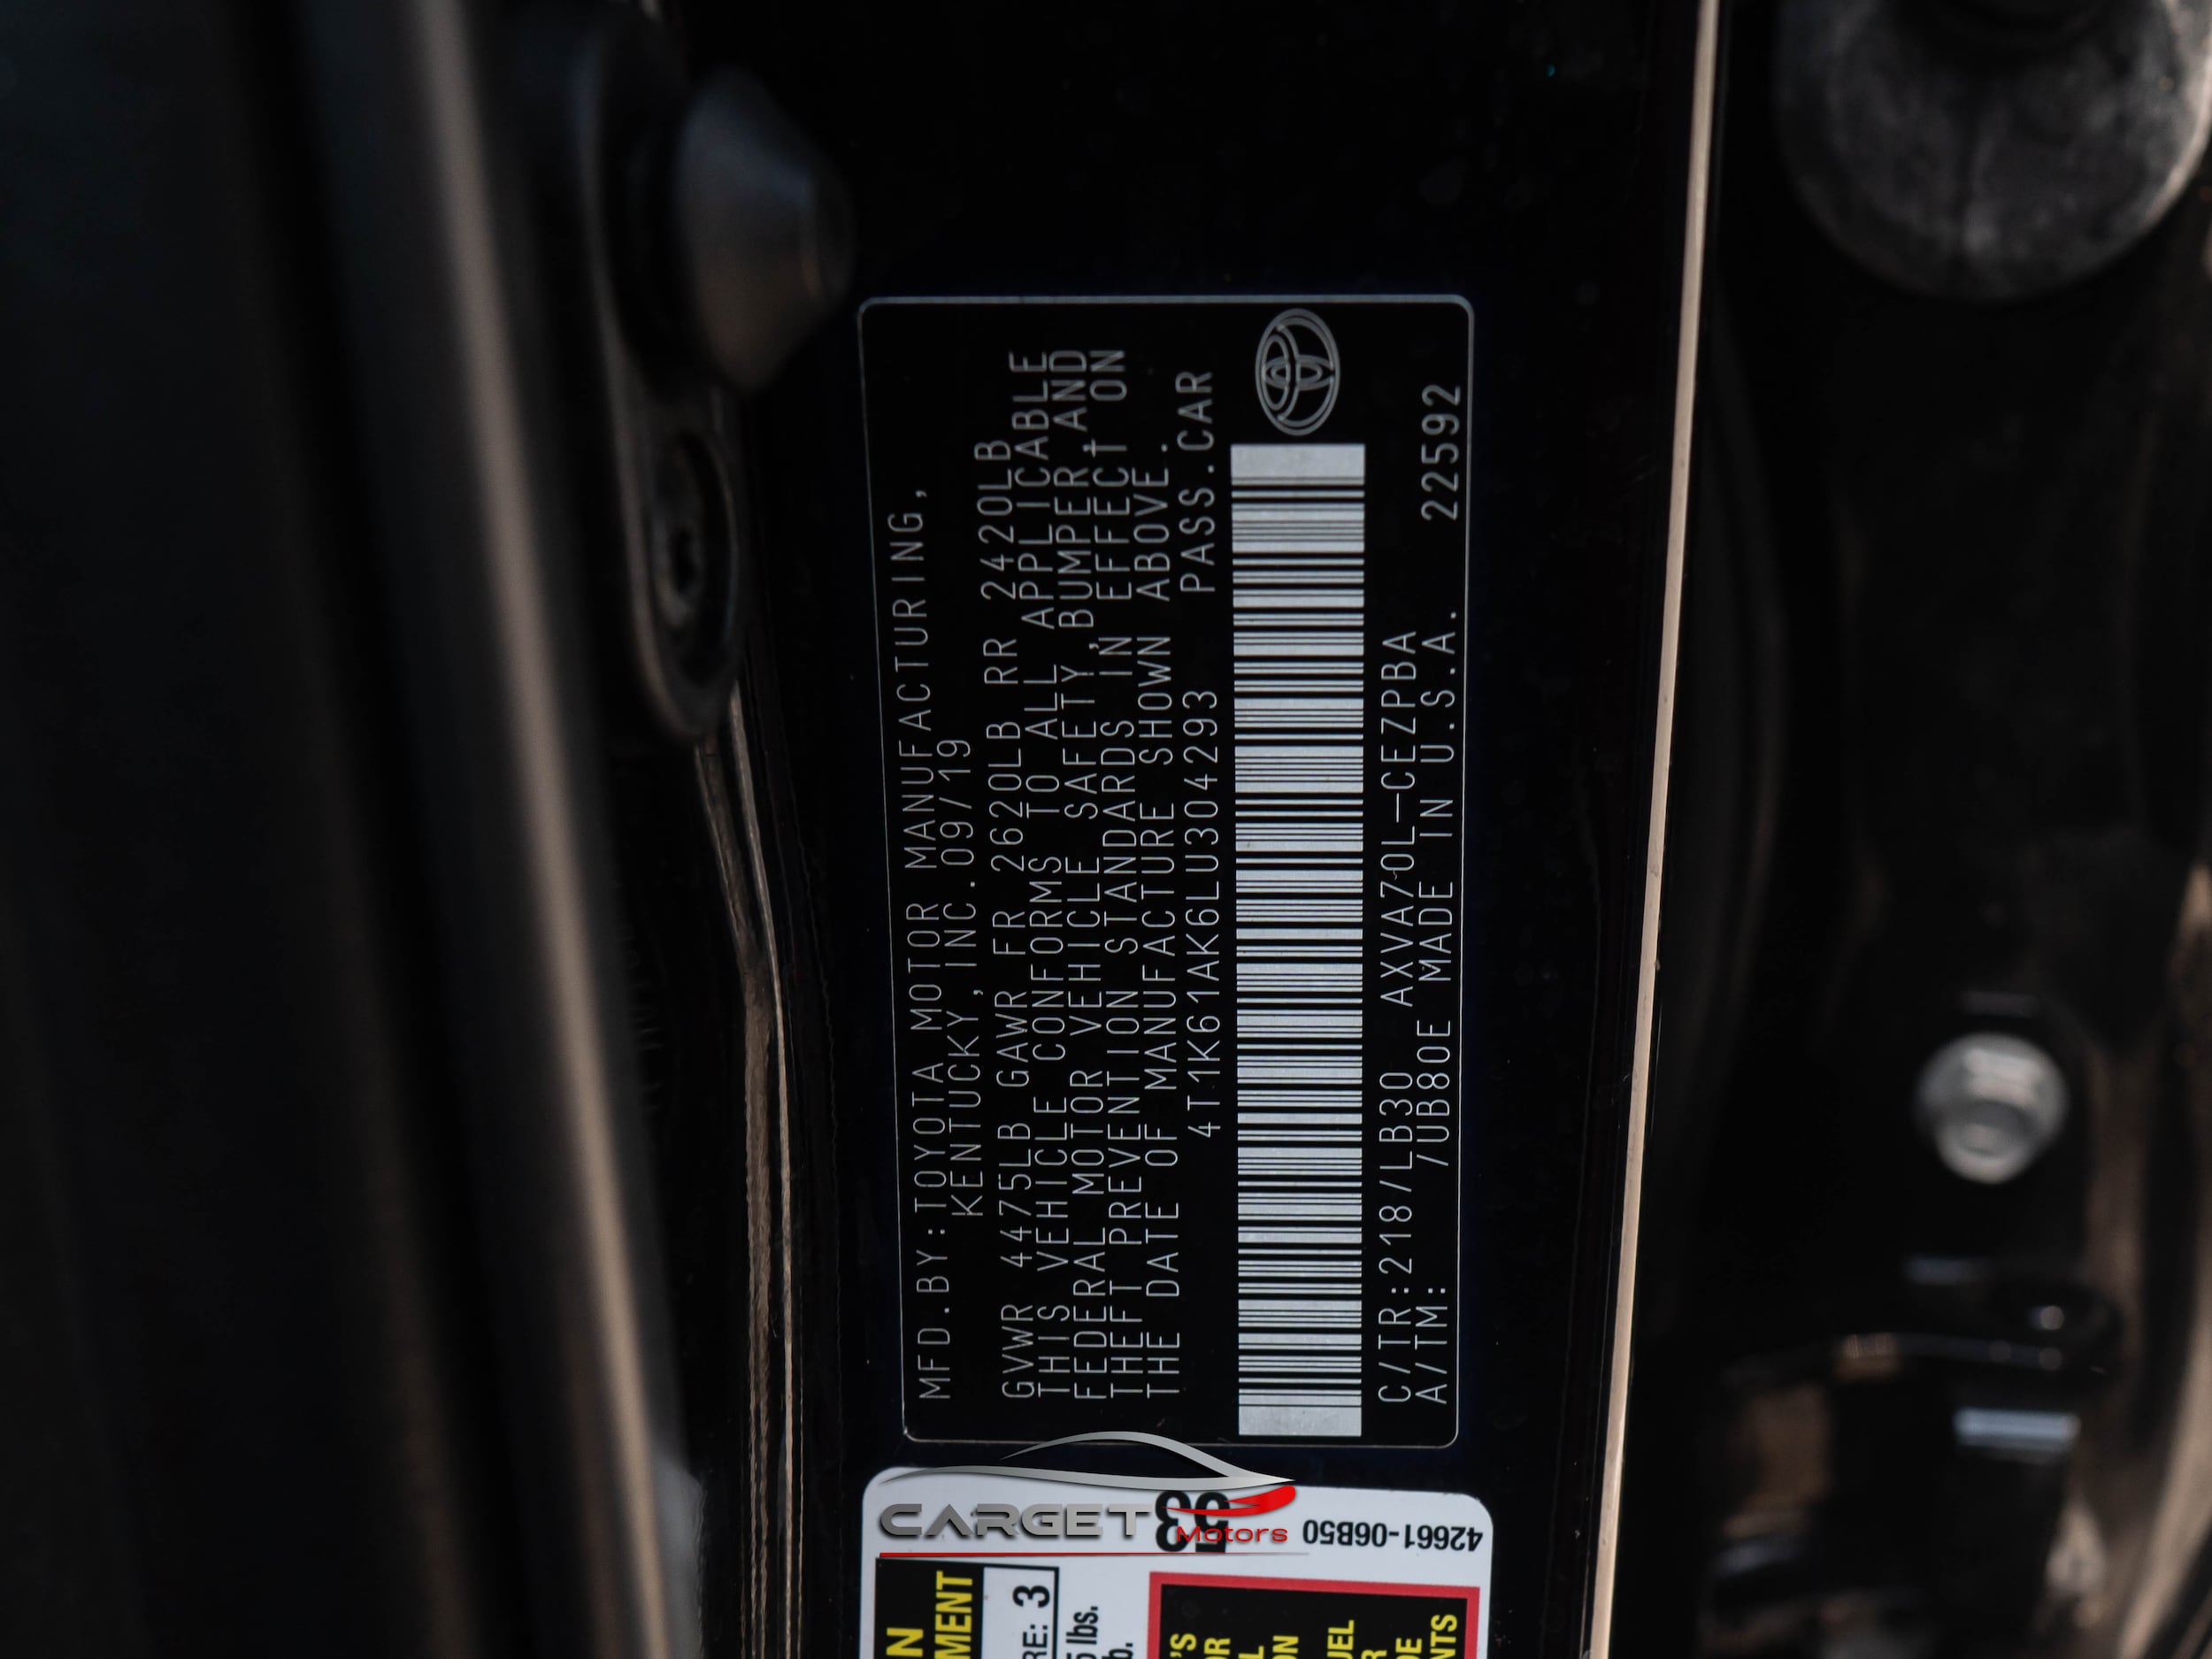 MFD.BY:TOYOTA MOTOR MANUFACTURING,
KENTUCKY,INC.09/19
GVWR 4475LB GAWR FR 2620LB RR 2420LB
THIS VEHICLE CONFORMS TO ALL APPLICABLE
FEDERAL MOTOR VEHICLE SAFETY,BUMPER,AND
THEFT PREVENTION STANDARDS IN EFFECT ON
THE DATE OF MANUFACTURE SHOWN ABOVE.
4T1K61AK6LU304293 PASS.CAR
C/TR:218/LB30 AXVA70L-CEZPBA
A/TM: /UB80E MADE IN U.S.A. 22592
CARGET
Motors
53
42661-06B50
3